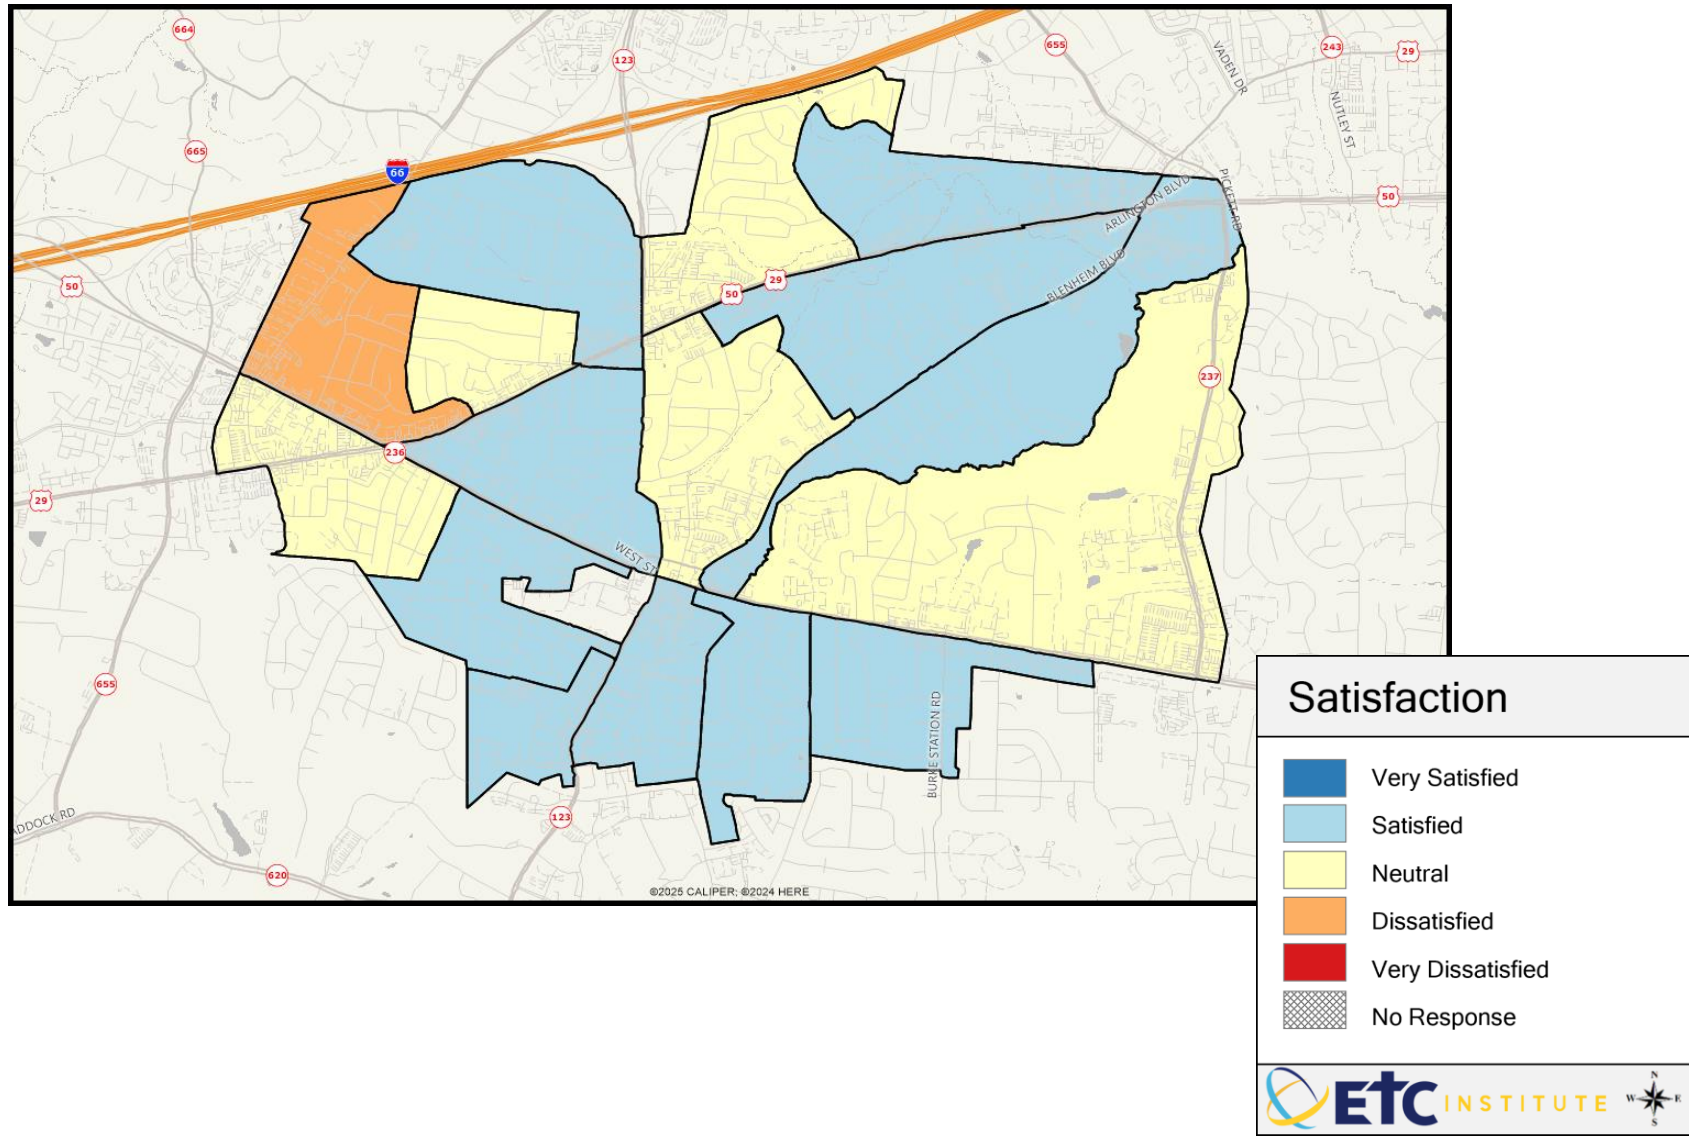 664
123
655
VADEN DR
243
29
NUTLEY ST
665
66
PICKETT RD
50
ARLINGTON BLVD
50
29
50
BLENHEIM BLVD
237
236
29
WEST ST
655
BURKE STATION RD
123
ADDOCK RD
620
©2025 CALIPER; ©2024 HERE
Satisfaction
Very Satisfied
Satisfied
Neutral
Dissatisfied
Very Dissatisfied
No Response
ETC INSTITUTE
N
W E
S